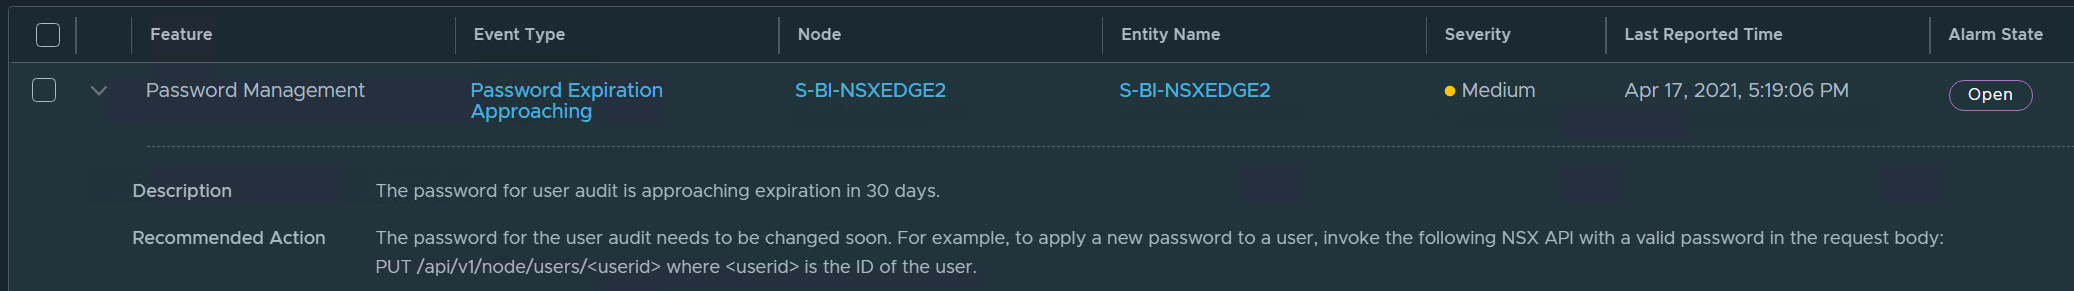 Feature Event Type Node Entity Name Severity Last Reported Time Alarm State
Password Management Password Expiration S-BI-NSXEDGE2 S-BI-NSXEDGE2 Medium Apr 17, 2021, 5:19:06 PM Open
Approaching
Description The password for user audit is approaching expiration in 30 days.
Recommended Action The password for the user audit needs to be changed soon. For example, to apply a new password to a user, invoke the following NSX API with a valid password in the request body:
PUT /api/v1/node/users/<userid> where <userid> is the ID of the user.